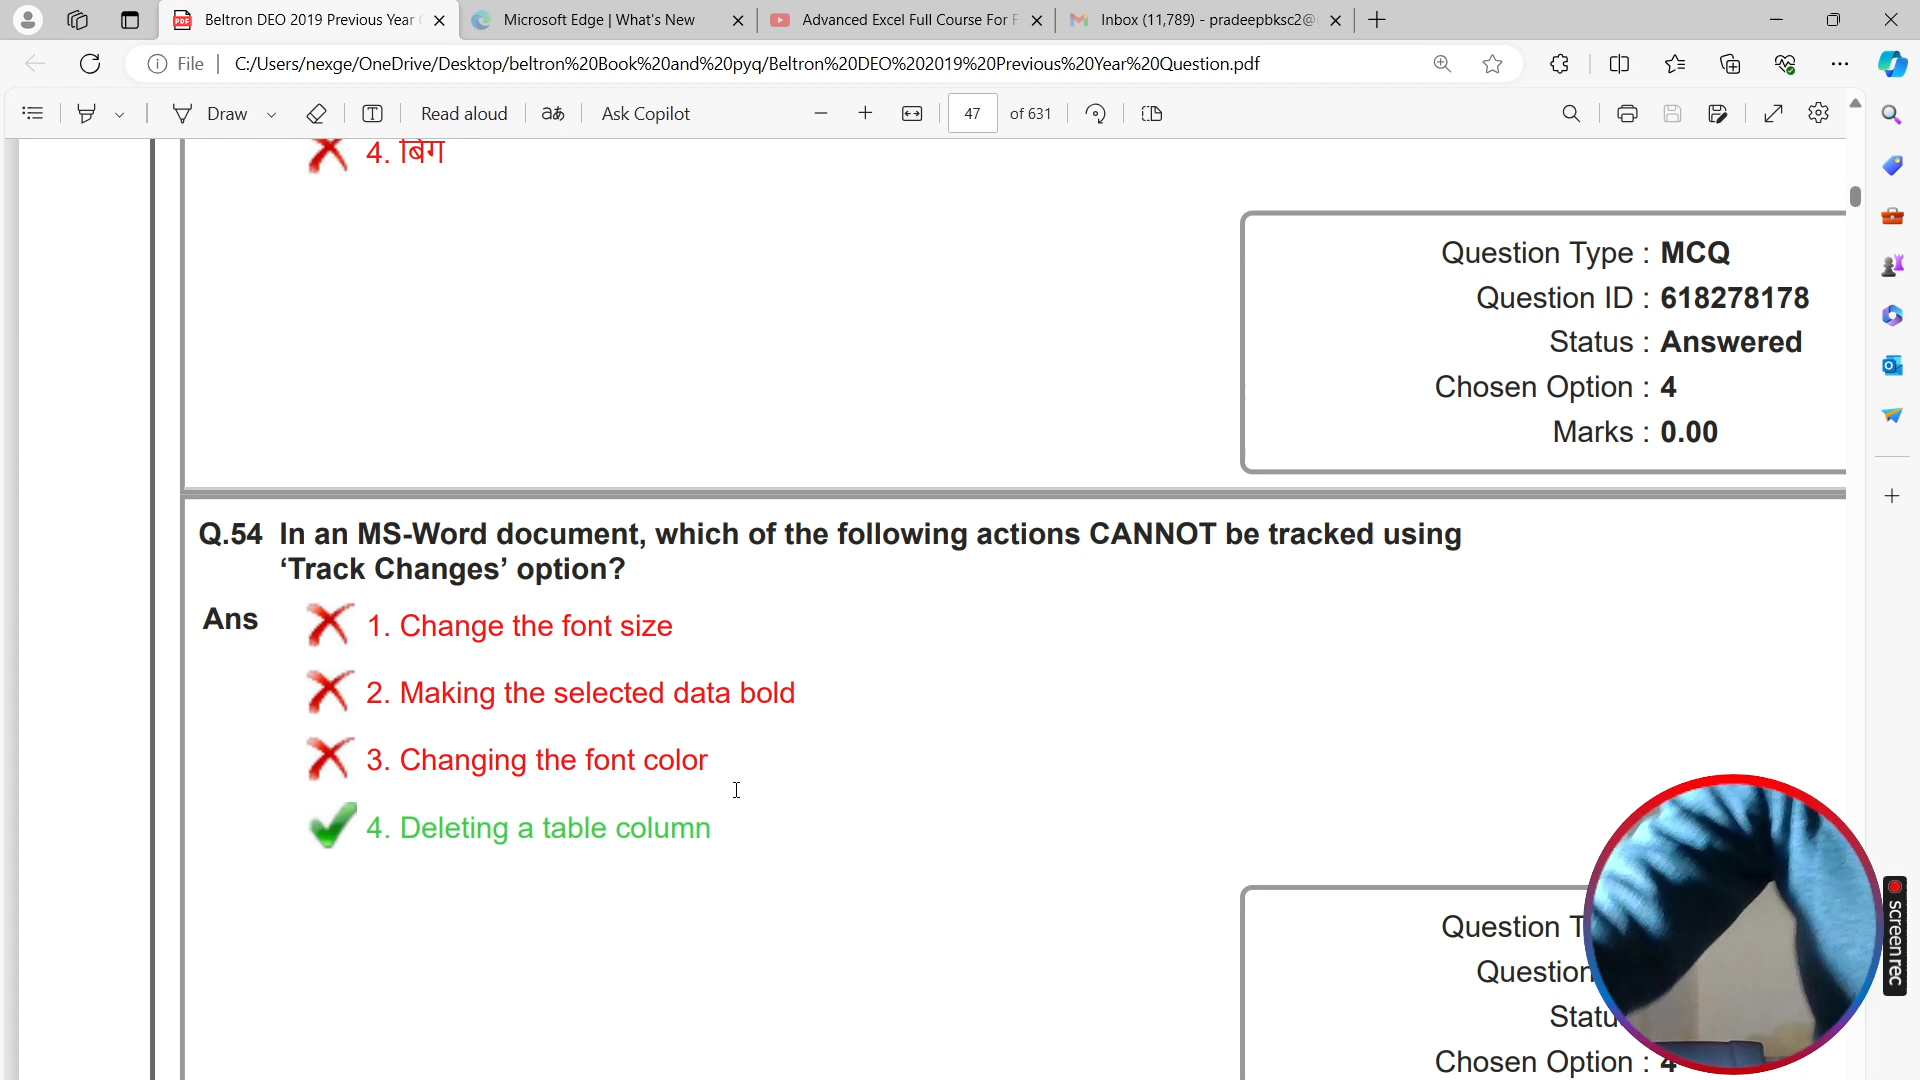 Beltron DEO 2019 Previous Year
Microsoft Edge | What's New
Advanced Excel Full Course For
Inbox (11,789) - pradeepbksc2@
File
C:/Users/nexge/OneDrive/Desktop/beltron%20Book%20and%20pyq/Beltron%20DEO%202019%20Previous%20Year%20Question.pdf
Draw
Read aloud
aあ
Ask Copilot
47 of 631
4. बिंग
Question Type : MCQ
Question ID : 618278178
Status : Answered
Chosen Option : 4
Marks : 0.00
Q.54 In an MS-Word document, which of the following actions CANNOT be tracked using
‘Track Changes’ option?
Ans
1. Change the font size
2. Making the selected data bold
3. Changing the font color
4. Deleting a table column
Question
Question
Chosen Option : 4
screenrec